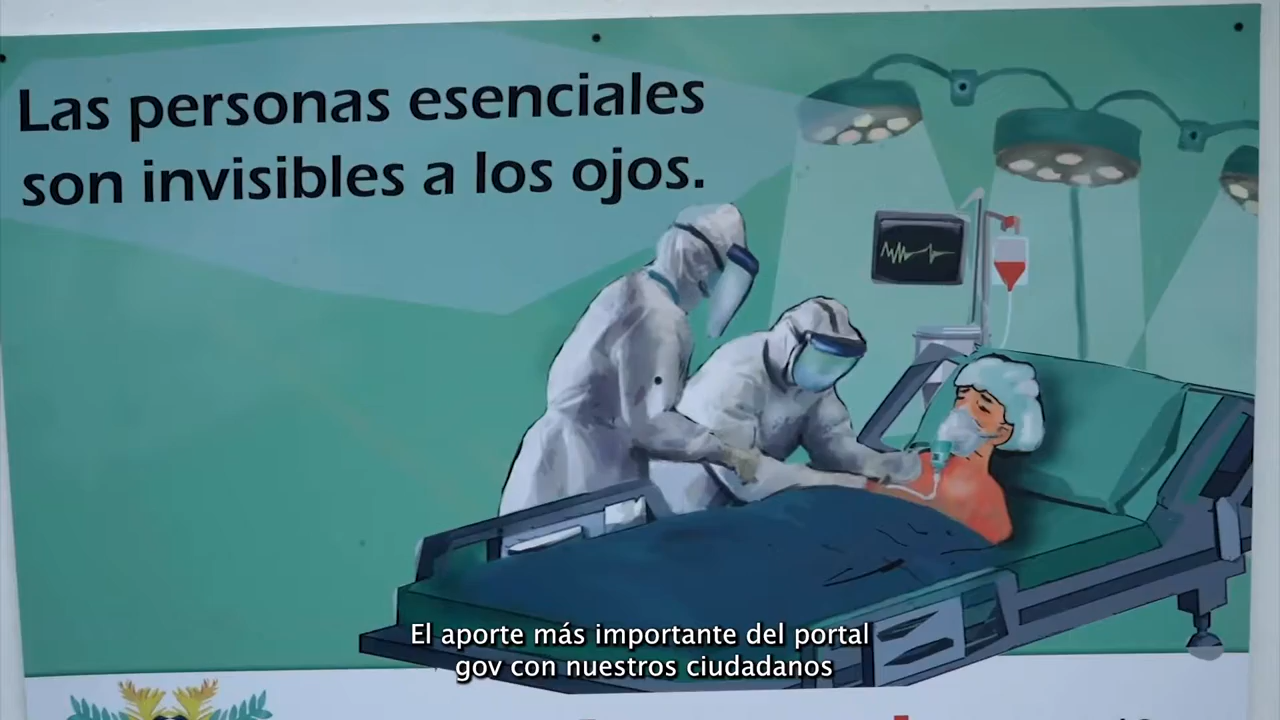 Las personas esenciales
son invisibles a los ojos.
El aporte más importante del portal
gov con nuestros ciudadanos